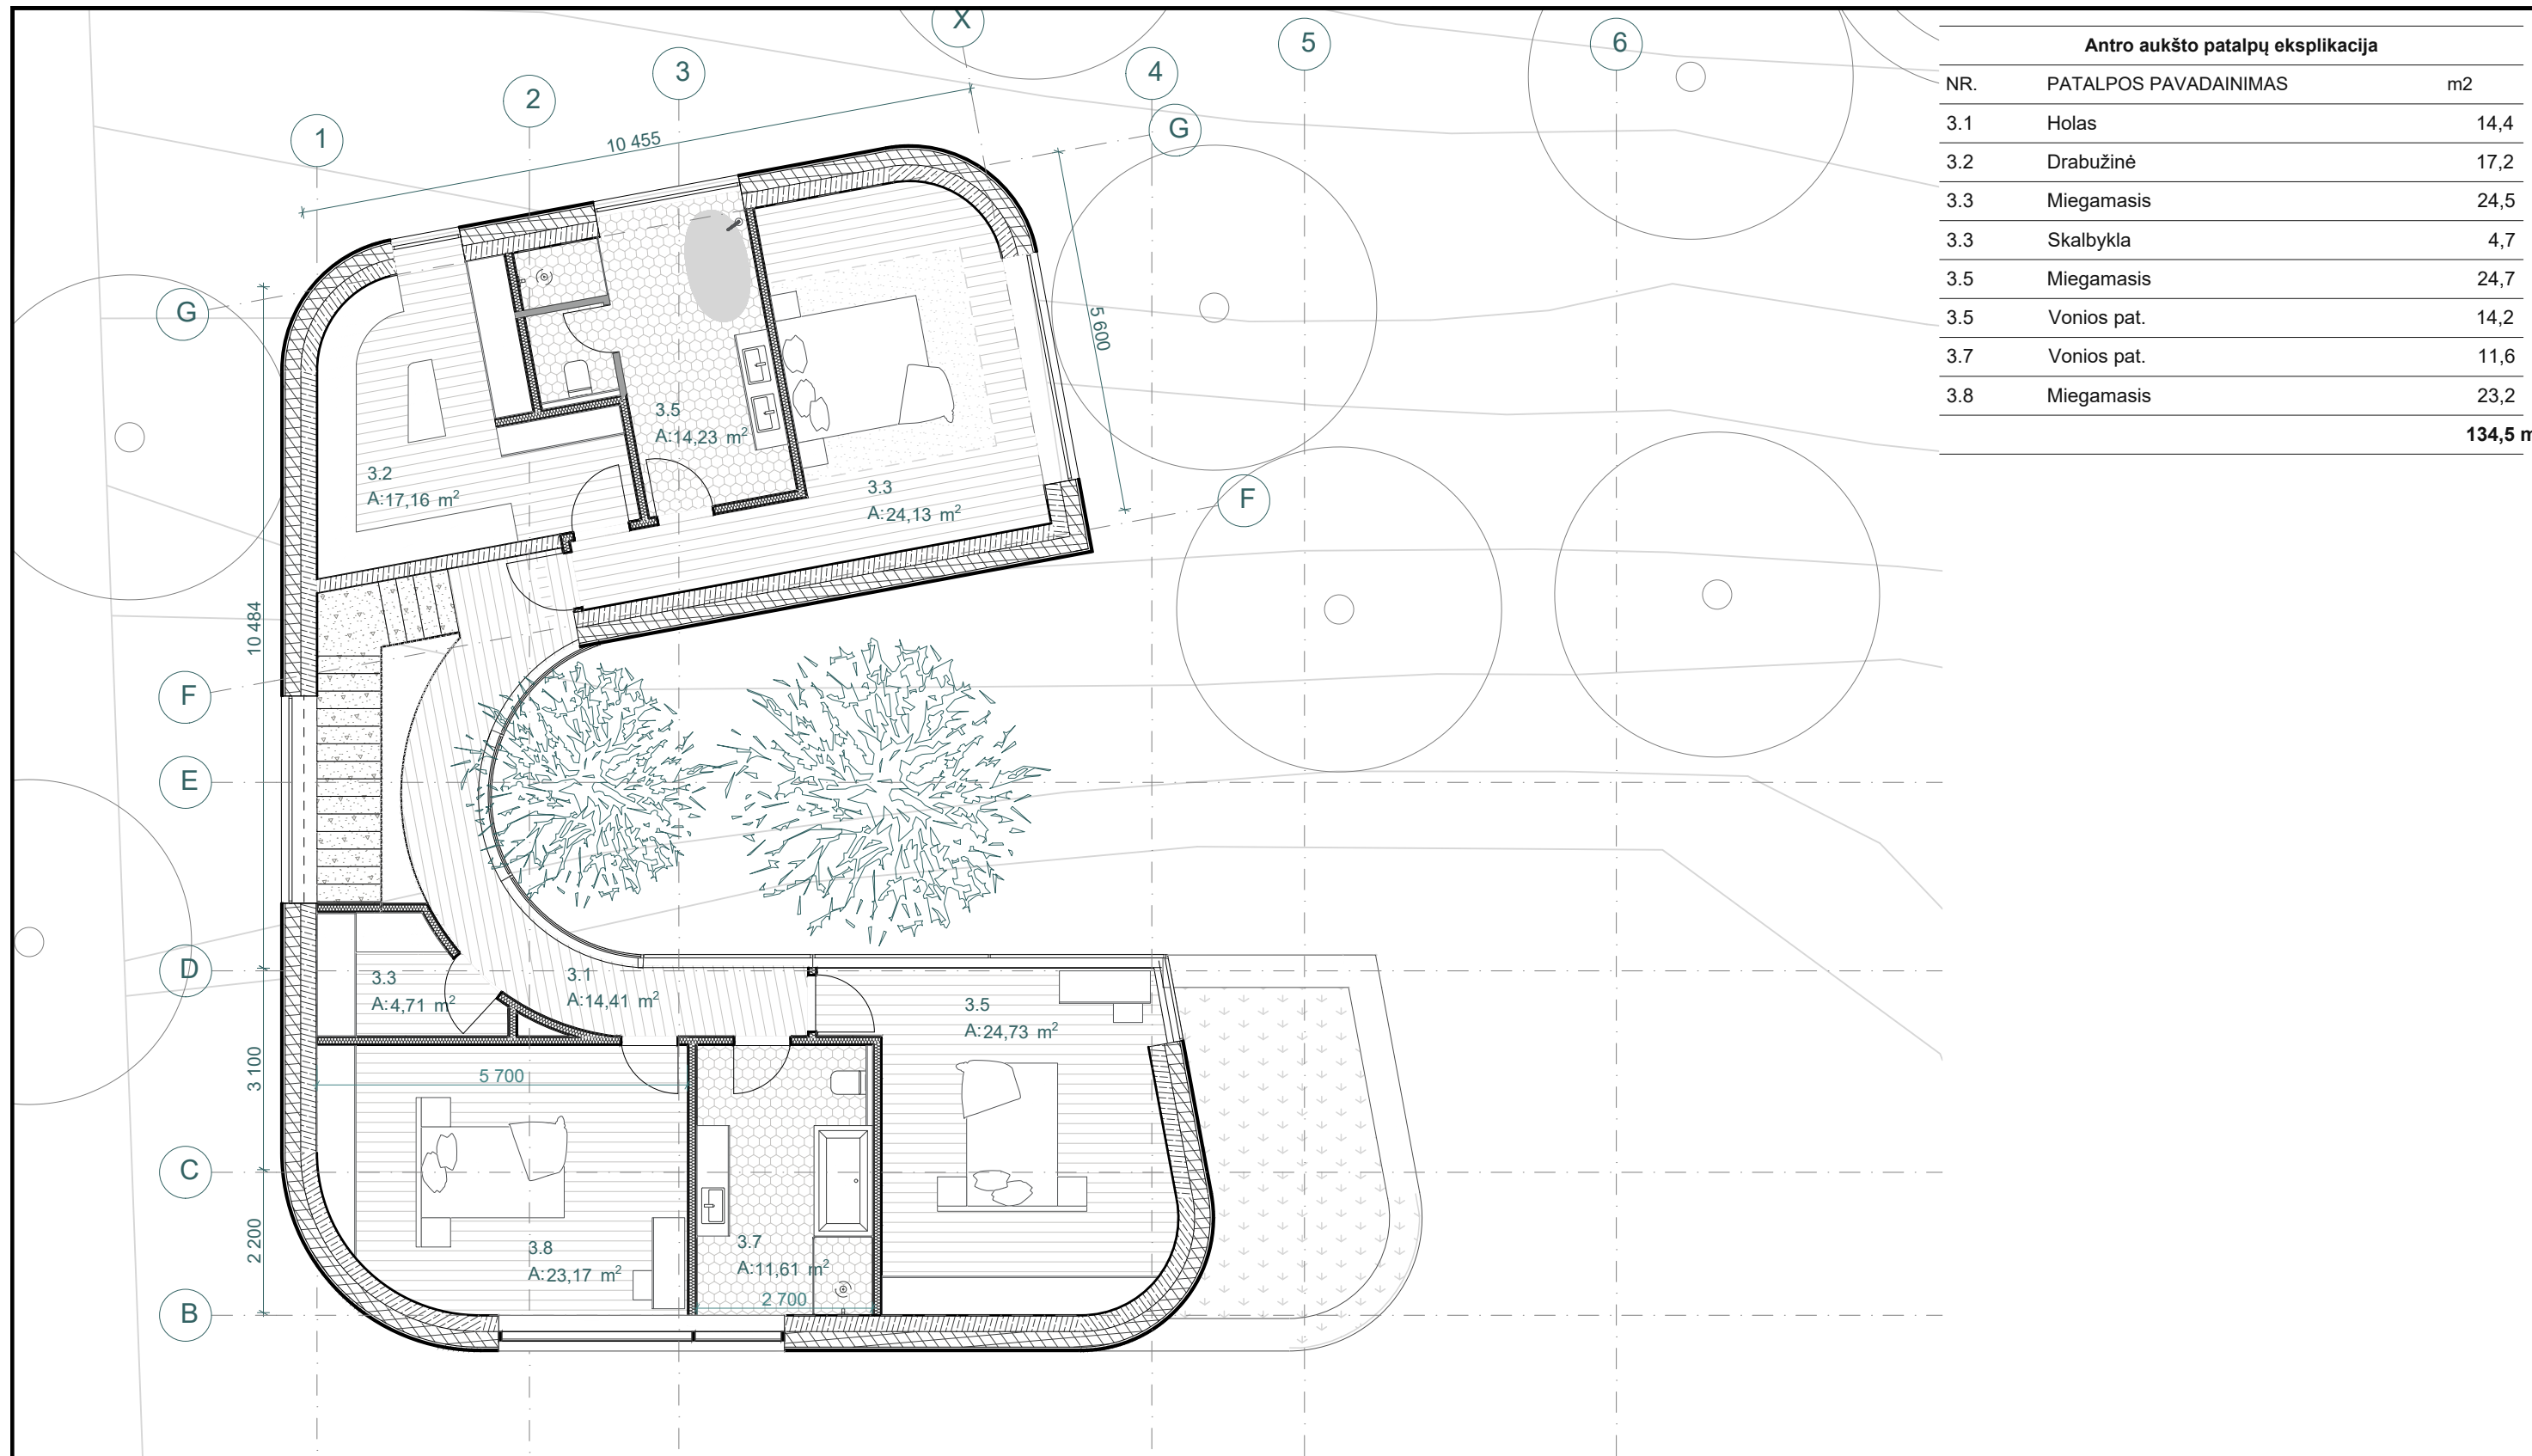 X
5
6
3
4
2
1
G
10 455
G
5 600
F
10 484
F
E
D
3 100
C
2 200
B
3.5
A:14,23 m²
3.2
A:17,16 m²
3.3
A:24,13 m²
3.3
A:4,71 m²
3.1
A:14,41 m²
3.5
A:24,73 m²
5 700
3.8
A:23,17 m²
3.7
A:11,61 m²
2 700
Antro aukšto patalpų eksplikacija
NR. PATALPOS PAVADAINIMAS m2
3.1 Holas 14,4
3.2 Drabužinė 17,2
3.3 Miegamasis 24,5
3.3 Skalbykla 4,7
3.5 Miegamasis 24,7
3.5 Vonios pat. 14,2
3.7 Vonios pat. 11,6
3.8 Miegamasis 23,2
134,5 m